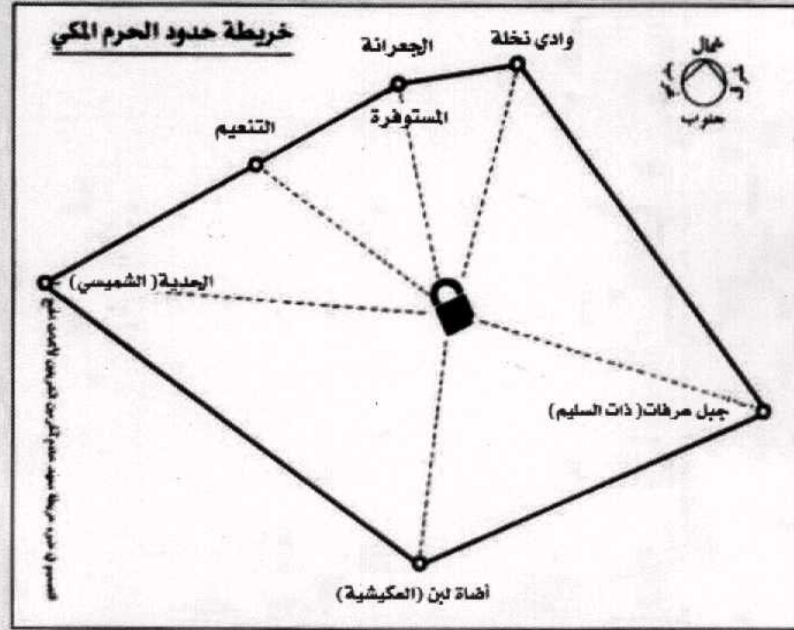 خريطة حدود الحرم المكي
شمال
جنوب
وادي نخلة
الجعرانة
المستوفرة
التنعيم
الحدية (الشميسي)
جبل عرفات (ذات السليم)
أضاة لبن (العكيشية)